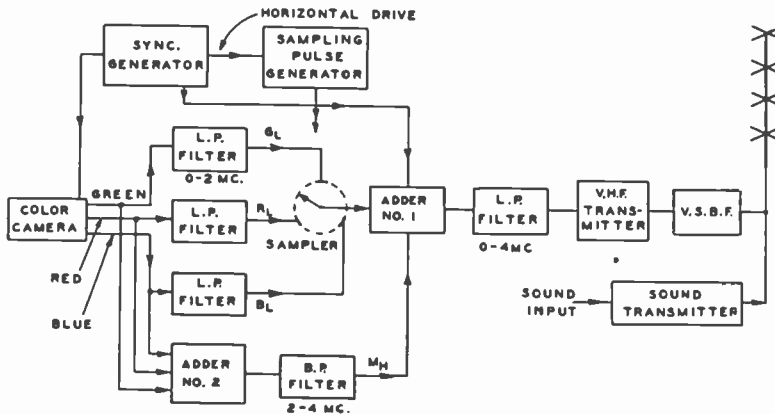 HORIZONTAL DRIVE
SYNC.
GENERATOR
SAMPLING
PULSE
GENERATOR
L.P.
FILTER
0-2 MC.
GL
GREEN
COLOR
CAMERA
L.P.
FILTER
RL
SAMPLER
ADDER
NO. 1
L.P.
FILTER
0-4MC
V.H.F.
TRANS-
MITTER
V.S.B.F.
RED
BLUE
L.P.
FILTER
BL
SOUND
INPUT
SOUND
TRANSMITTER
ADDER
NO. 2
B.P.
FILTER
2-4 MC.
MH